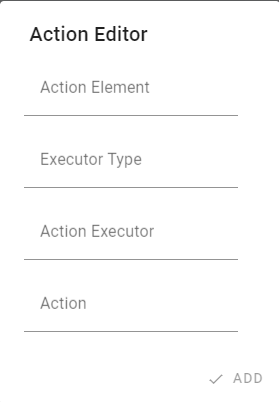 Action Editor
Action Element
Executor Type
Action Executor
Action
ADD